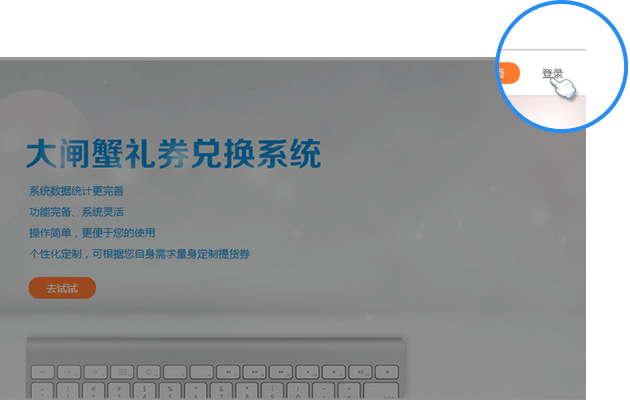 登录
大闸蟹礼券兑换系统
系统数据统计更完善
功能完备、系统灵活
操作简单，更便于您的使用
个性化定制，可根据您自身需求量身定制提货券
去试试